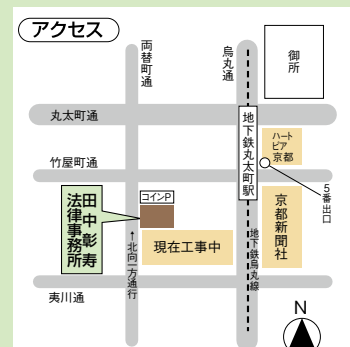 アクセス
両替町通
烏丸通
御所
丸太町通
地下鉄丸太町駅
ハート
ピア
京都
竹屋町通
5番出口
コインP
田中彰寿
法律事務所
京都新聞社
↑北向一方通行
現在工事中
地下鉄烏丸線
夷川通
N